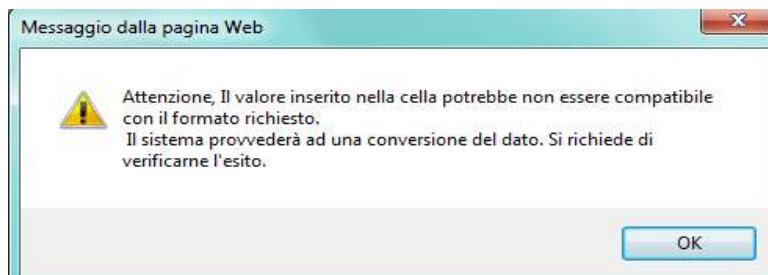 Messaggio dalla pagina Web
Attenzione, Il valore inserito nella cella potrebbe non essere compatibile
con il formato richiesto.
Il sistema provvederà ad una conversione del dato. Si richiede di
verificarne l'esito.
OK